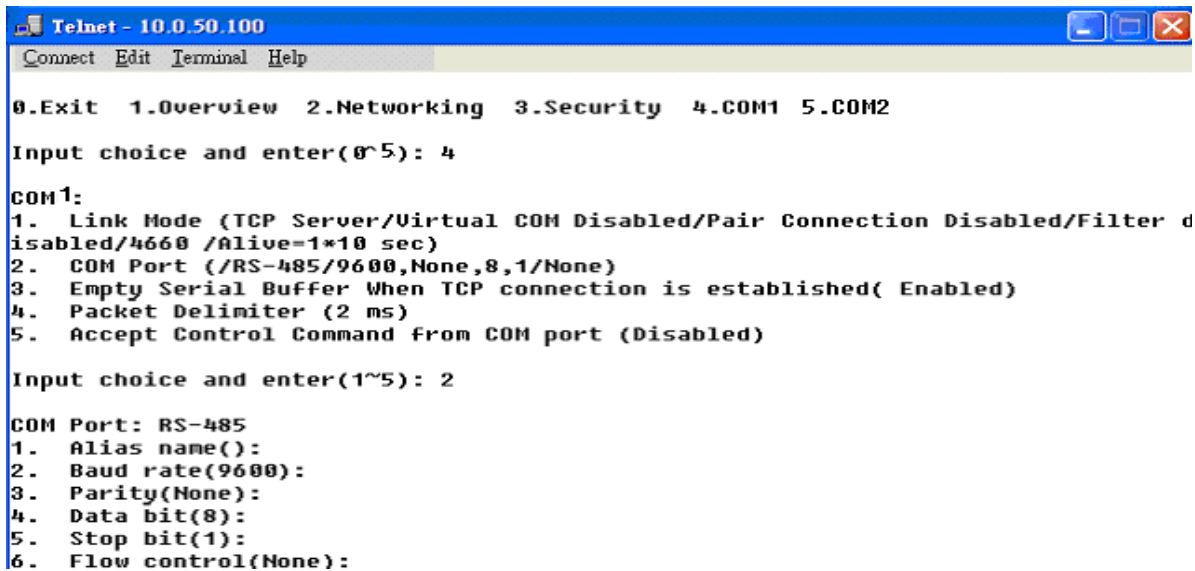 Telnet - 10.0.50.100
Connect Edit Terminal Help
0.Exit 1.Overview 2.Networking 3.Security 4.COM1 5.COM2
Input choice and enter(0~5): 4
COM1:
1. Link Mode (TCP Server/Virtual COM Disabled/Pair Connection Disabled/Filter d
isabled/4660 /Alive=1*10 sec)
2. COM Port (/RS-485/9600,None,8,1/None)
3. Empty Serial Buffer When TCP connection is established( Enabled)
4. Packet Delimiter (2 ms)
5. Accept Control Command from COM port (Disabled)
Input choice and enter(1~5): 2
COM Port: RS-485
1. Alias name():
2. Baud rate(9600):
3. Parity(None):
4. Data bit(8):
5. Stop bit(1):
6. Flow control(None):